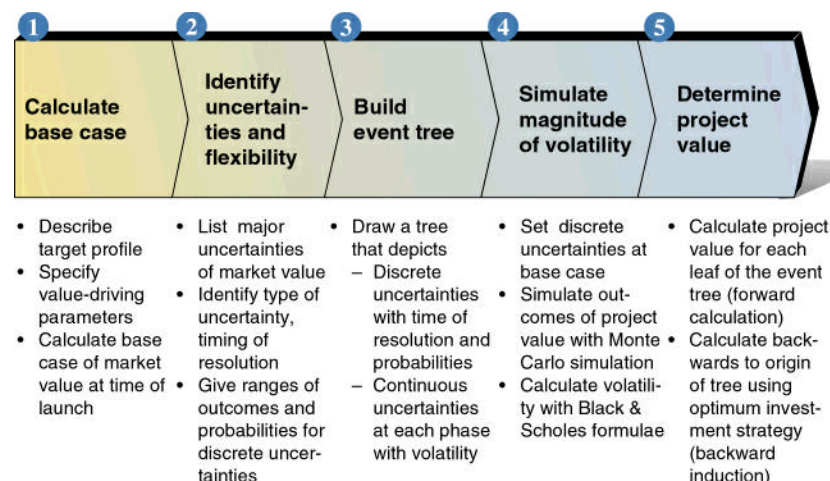 1
Calculate
base case
• Describe
target profile
• Specify
value-driving
parameters
• Calculate base
case of market
value at time of
launch
2
Identify
uncertain-
ties and
flexibility
• List major
uncertainties
of market value
• Identify type of
uncertainty,
timing of
resolution
• Give ranges of
outcomes and
probabilities for
discrete uncer-
tainties
3
Build
event tree
• Draw a tree
that depicts
– Discrete
uncertainties
with time of
resolution and
probabilities
– Continuous
uncertainties
at each phase
with volatility
4
Simulate
magnitude
of volatility
• Set discrete
uncertainties at
base case
• Simulate out-
comes of project
value with Monte
Carlo simulation
• Calculate volatili-
ty with Black &
Scholes formulae
5
Determine
project
value
• Calculate project
value for each
leaf of the event
tree (forward
calculation)
• Calculate back-
wards to origin
of tree using
optimum invest-
ment strategy
(backward
induction)